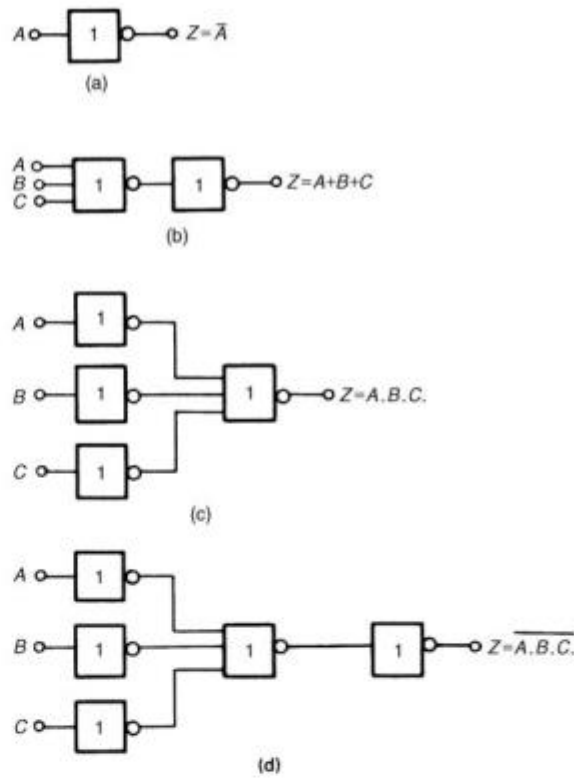 A 1 Z = A̅
(a)
A
B 1 1 Z=A+B+C
C
(b)
A 1
B 1 1 Z=A.B.C.
C 1
(c)
A 1
B 1 1 1 Z=A̅.̅B̅.̅C̅.̅
C 1
(d)